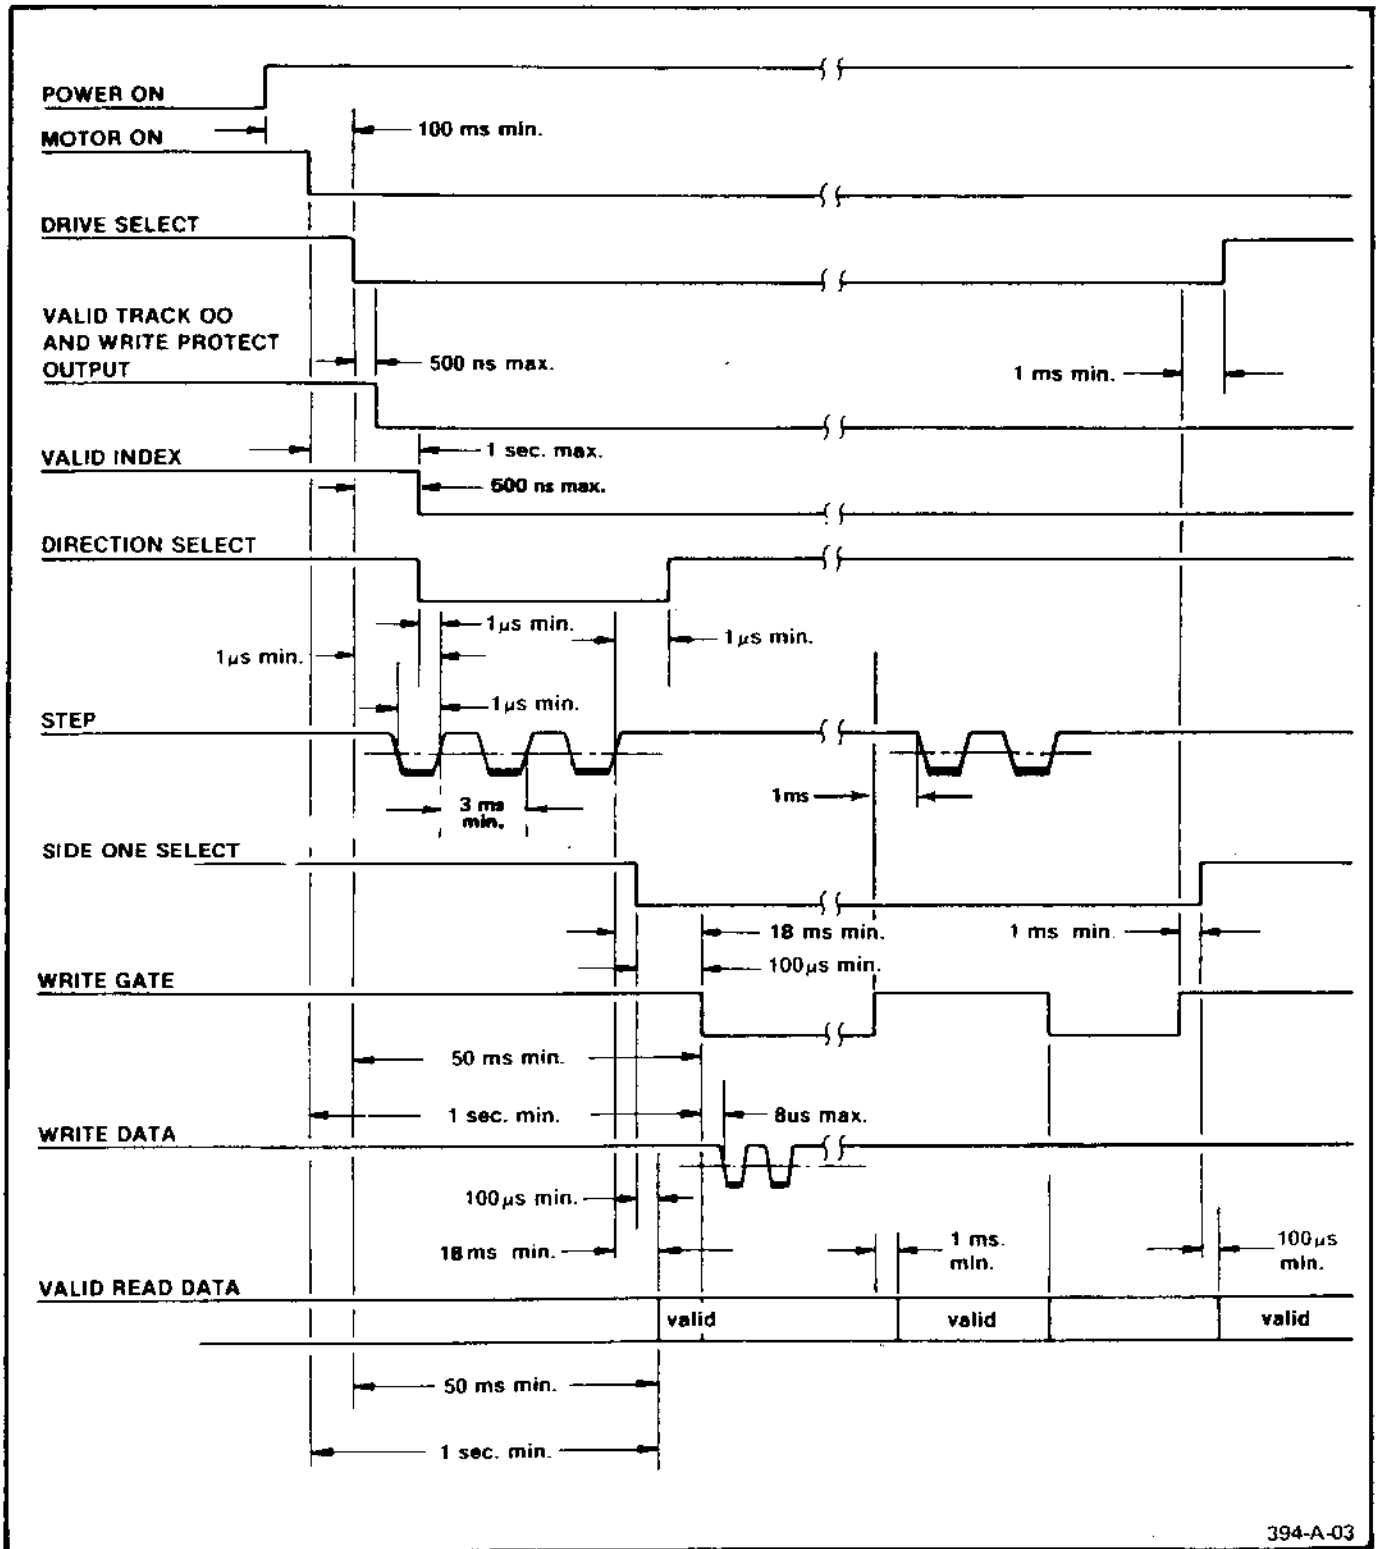 POWER ON
100 ms min.
MOTOR ON
DRIVE SELECT
VALID TRACK OO
AND WRITE PROTECT
OUTPUT
500 ns max.
1 ms min.
1 sec. max.
VALID INDEX
500 ns max.
DIRECTION SELECT
1µs min.
1µs min.
1µs min.
1µs min.
STEP
1ms
3 ms
min.
SIDE ONE SELECT
18 ms min.
1 ms min.
100µs min.
WRITE GATE
50 ms min.
1 sec. min.
8us max.
WRITE DATA
100µs min.
18ms min.
1 ms.
min.
100µs
min.
VALID READ DATA
valid
valid
valid
50 ms min.
1 sec. min.
394-A-03